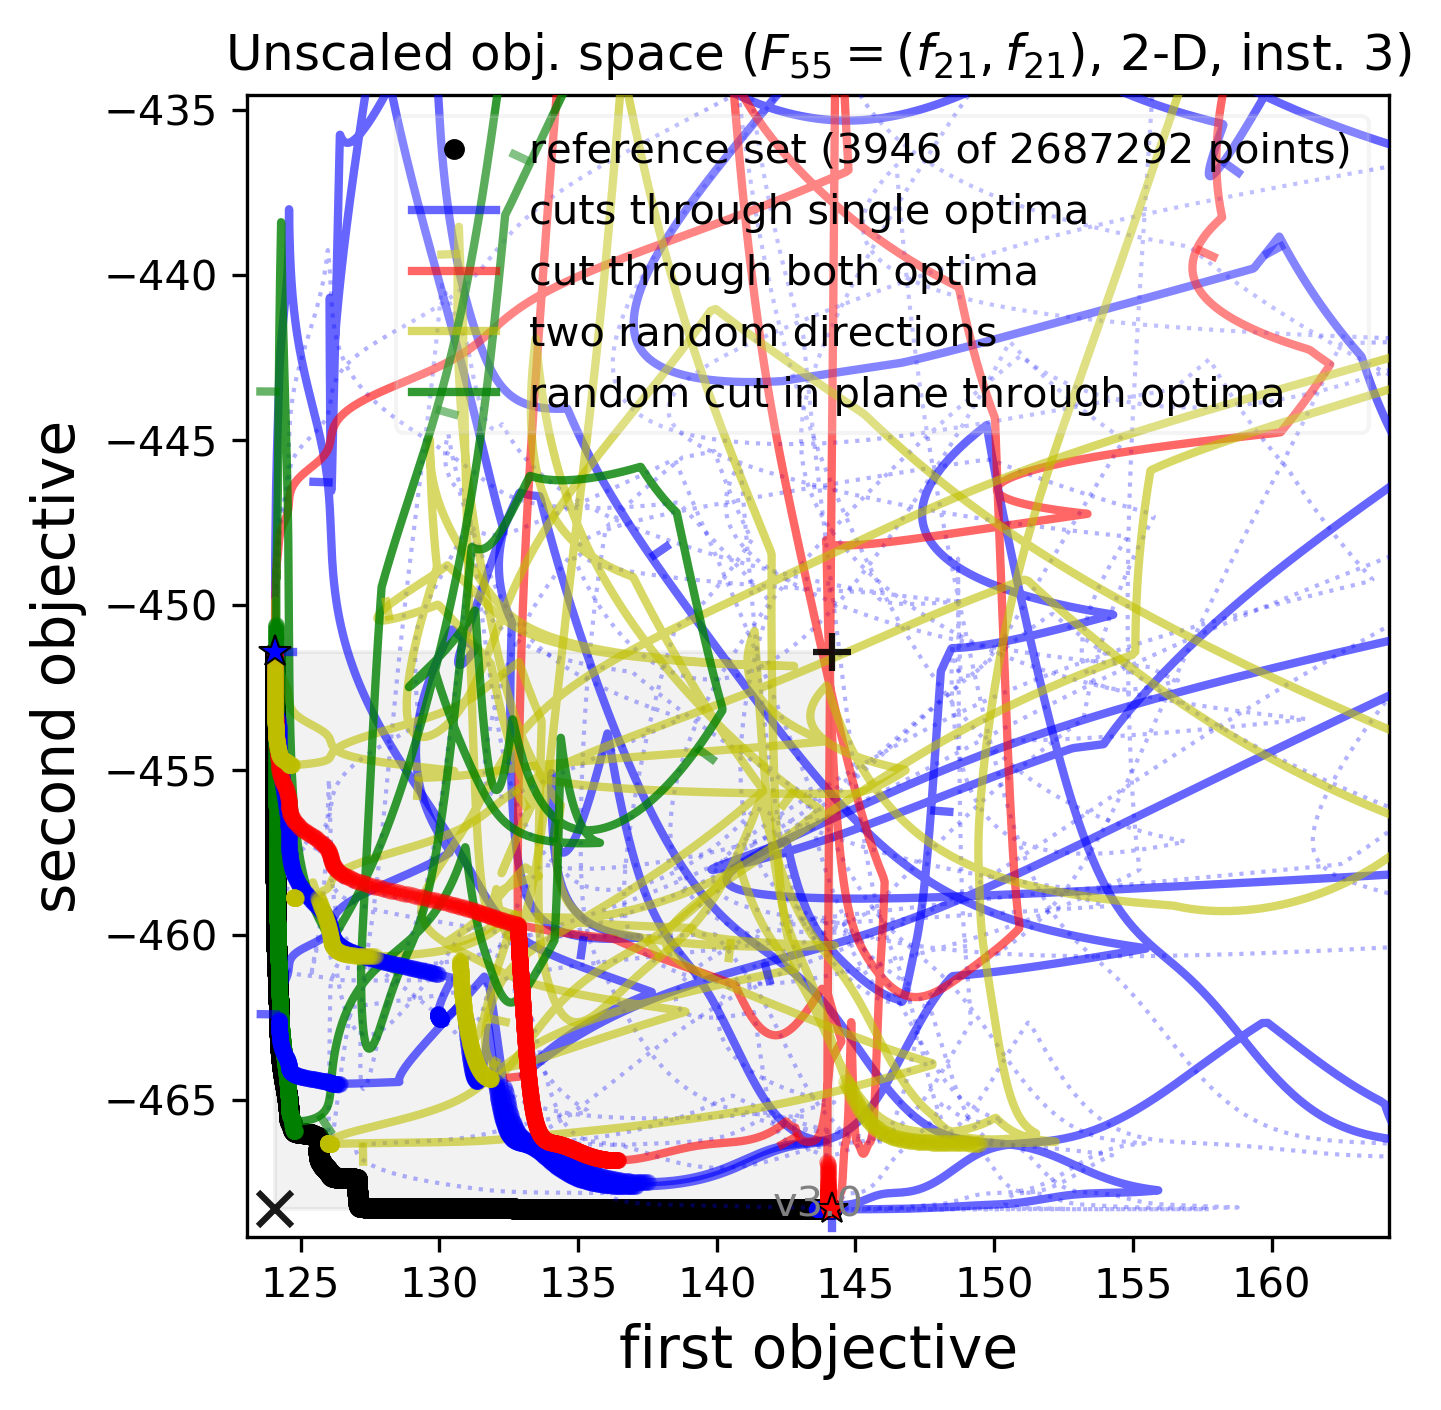 Unscaled obj. space (F55 = (f21, f21), 2-D, inst. 3)
reference set (3946 of 2687292 points)
cuts through single optima
cut through both optima
two random directions
random cut in plane through optima
second objective
−435
−440
−445
−450
−455
−460
−465
v3.0
125 130 135 140 145 150 155 160
first objective